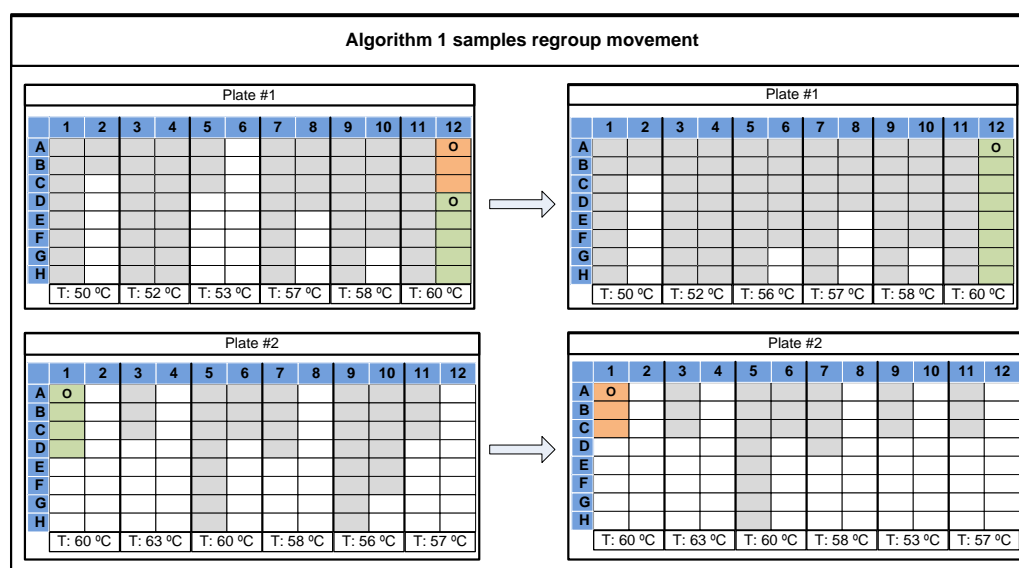 Algorithm 1 samples regroup movement
Plate #1
1 2 3 4 5 6 7 8 9 10 11 12
A O
B
C
D O
E
F
G
H
T: 50 ºC T: 52 ºC T: 53 ºC T: 57 ºC T: 58 ºC T: 60 ºC
Plate #1
1 2 3 4 5 6 7 8 9 10 11 12
A O
B
C
D
E
F
G
H
T: 50 ºC T: 52 ºC T: 56 ºC T: 57 ºC T: 58 ºC T: 60 ºC
Plate #2
1 2 3 4 5 6 7 8 9 10 11 12
A O
B
C
D
E
F
G
H
T: 60 ºC T: 63 ºC T: 60 ºC T: 58 ºC T: 56 ºC T: 57 ºC
Plate #2
1 2 3 4 5 6 7 8 9 10 11 12
A O
B
C
D
E
F
G
H
T: 60 ºC T: 63 ºC T: 60 ºC T: 58 ºC T: 53 ºC T: 57 ºC